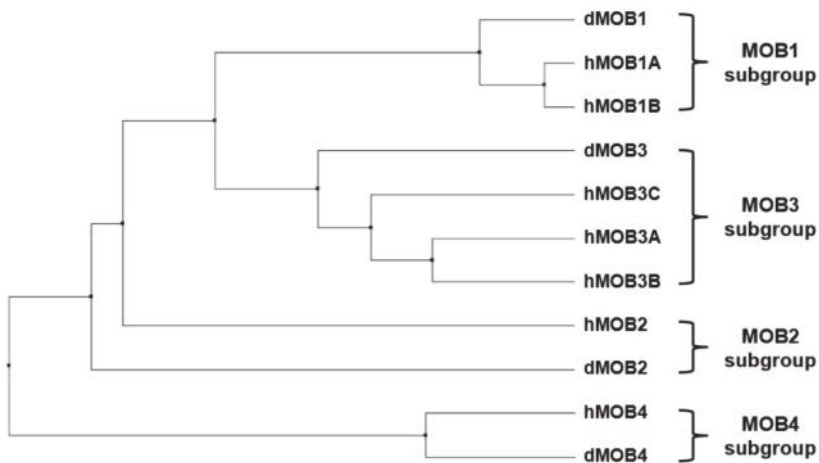 dMOB1
hMOB1A
hMOB1B
MOB1
subgroup
dMOB3
hMOB3C
hMOB3A
hMOB3B
MOB3
subgroup
hMOB2
dMOB2
MOB2
subgroup
hMOB4
dMOB4
MOB4
subgroup